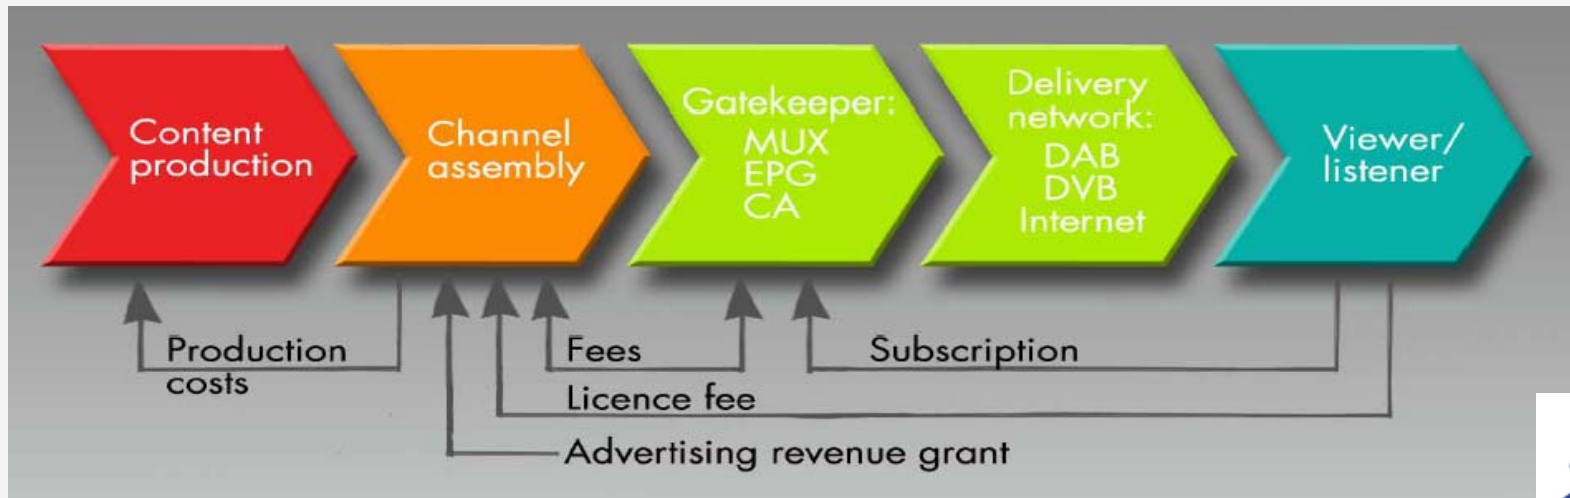 Content
production
Channel
assembly
Gatekeeper:
MUX
EPG
CA
Delivery
network:
DAB
DVB
Internet
Viewer/
listener
Production
costs
Fees
Subscription
Licence fee
Advertising revenue grant